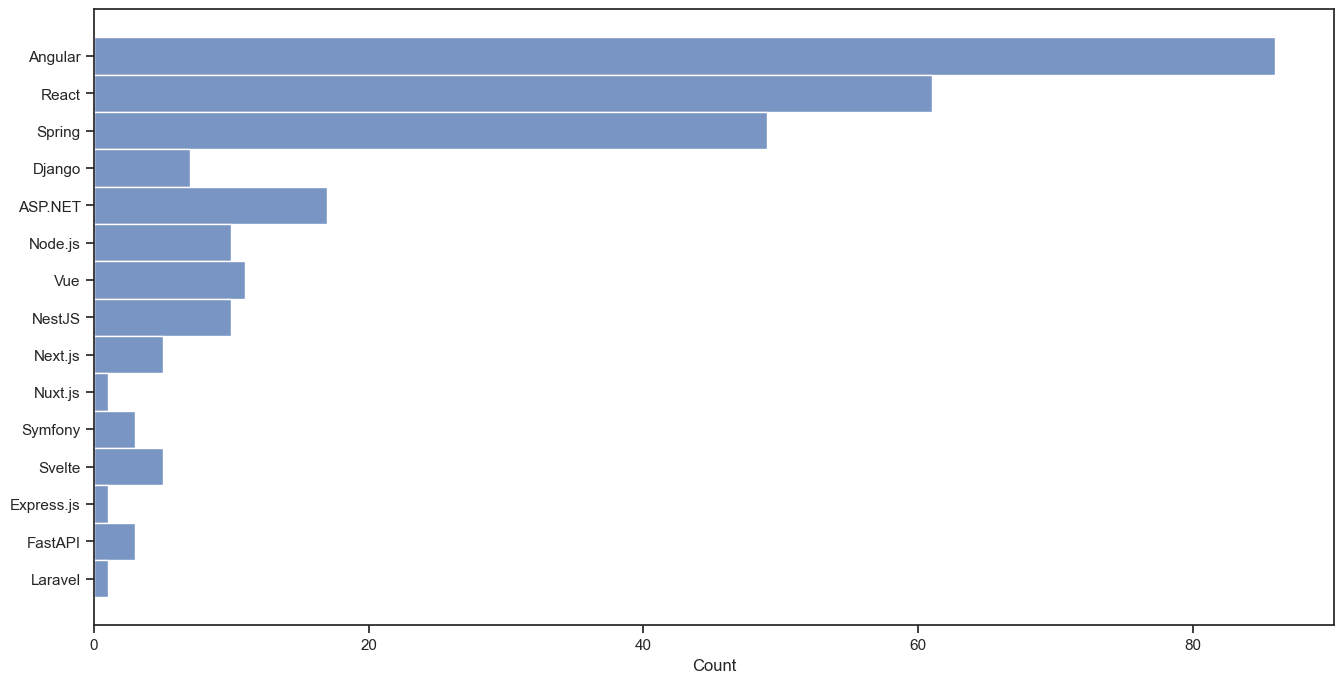 Angular
React
Spring
Django
ASP.NET
Node.js
Vue
NestJS
Next.js
Nuxt.js
Symfony
Svelte
Express.js
FastAPI
Laravel
0 20 40 60 80
Count